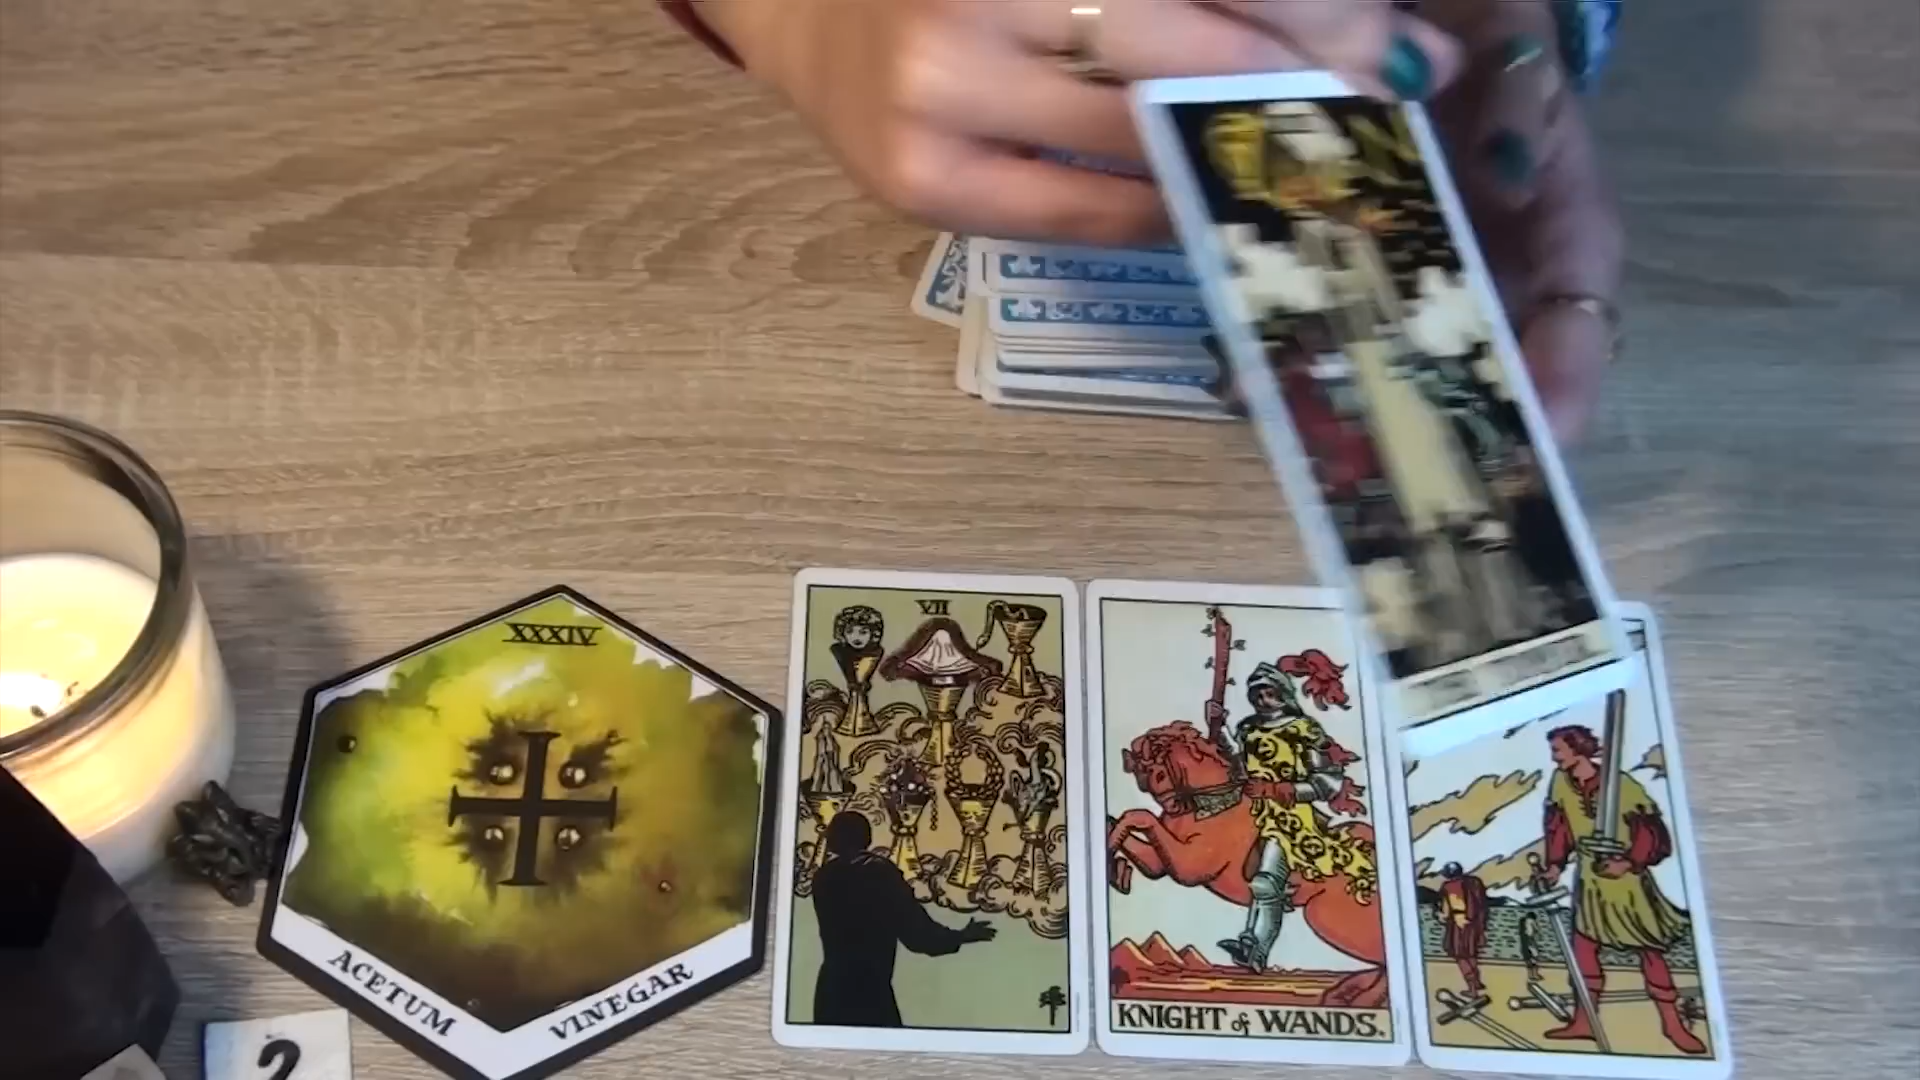 XXXIV
ACETUM
VINEGAR
VII
KNIGHT of WANDS.
2